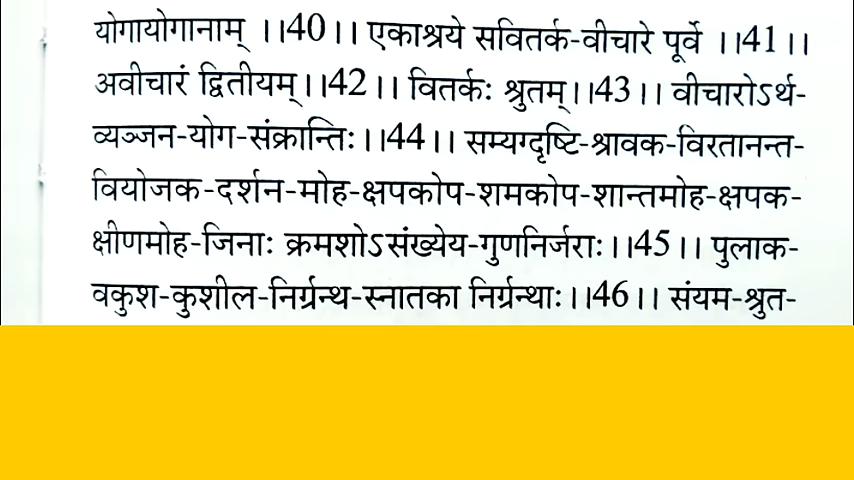 योगायोगानाम् ।।40।। एकाश्रये सवितर्क-वीचारे पूर्वे ।।41।।
अवीचारं द्वितीयम्।।42।। वितर्कः श्रुतम्।।43।। वीचारोऽर्थ-
व्यञ्जन-योग-संक्रान्तिः।।44।। सम्यग्दृष्टि-श्रावक-विरतानन्त-
वियोजक-दर्शन-मोह-क्षपकोप-शमकोप-शान्तमोह-क्षपक-
क्षीणमोह-जिनाः क्रमशोऽसंख्येय-गुणनिर्जराः।।45।। पुलाक-
वकुश-कुशील-निर्ग्रन्थ-स्नातका निर्ग्रन्थाः।।46।। संयम-श्रुत-